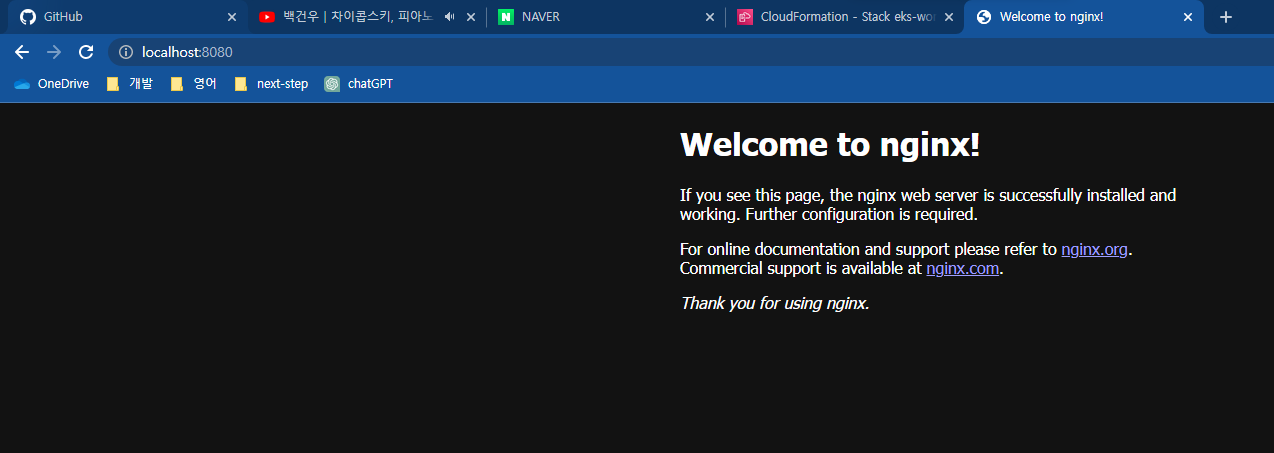 GitHub
백건우 | 차이콥스키, 피아노
NAVER
CloudFormation - Stack eks-wor
Welcome to nginx!
localhost:8080
OneDrive
개발
영어
next-step
chatGPT
Welcome to nginx!
If you see this page, the nginx web server is successfully installed and
working. Further configuration is required.
For online documentation and support please refer to nginx.org.
Commercial support is available at nginx.com.
Thank you for using nginx.